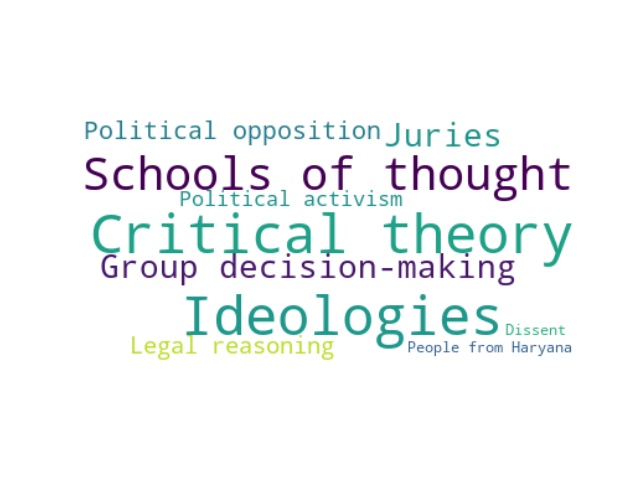 Political opposition
Juries
Schools of thought
Political activism
Critical theory
Group decision-making
Ideologies
Dissent
Legal reasoning
People from Haryana